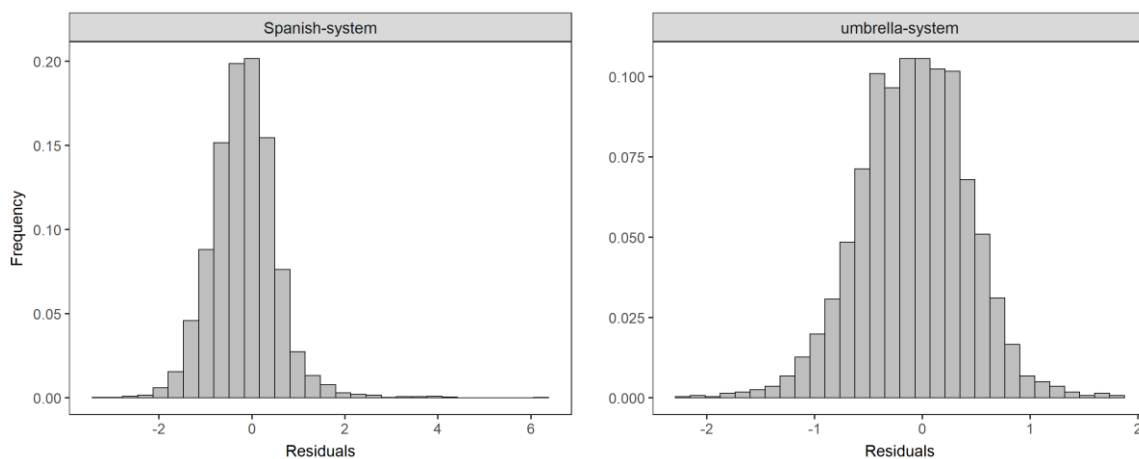 Spanish-system
umbrella-system
Frequency
0.20
0.15
0.10
0.05
0.00
0.100
0.075
0.050
0.025
0.000
-2 0 2 4 6
-2 -1 0 1 2
Residuals
Residuals